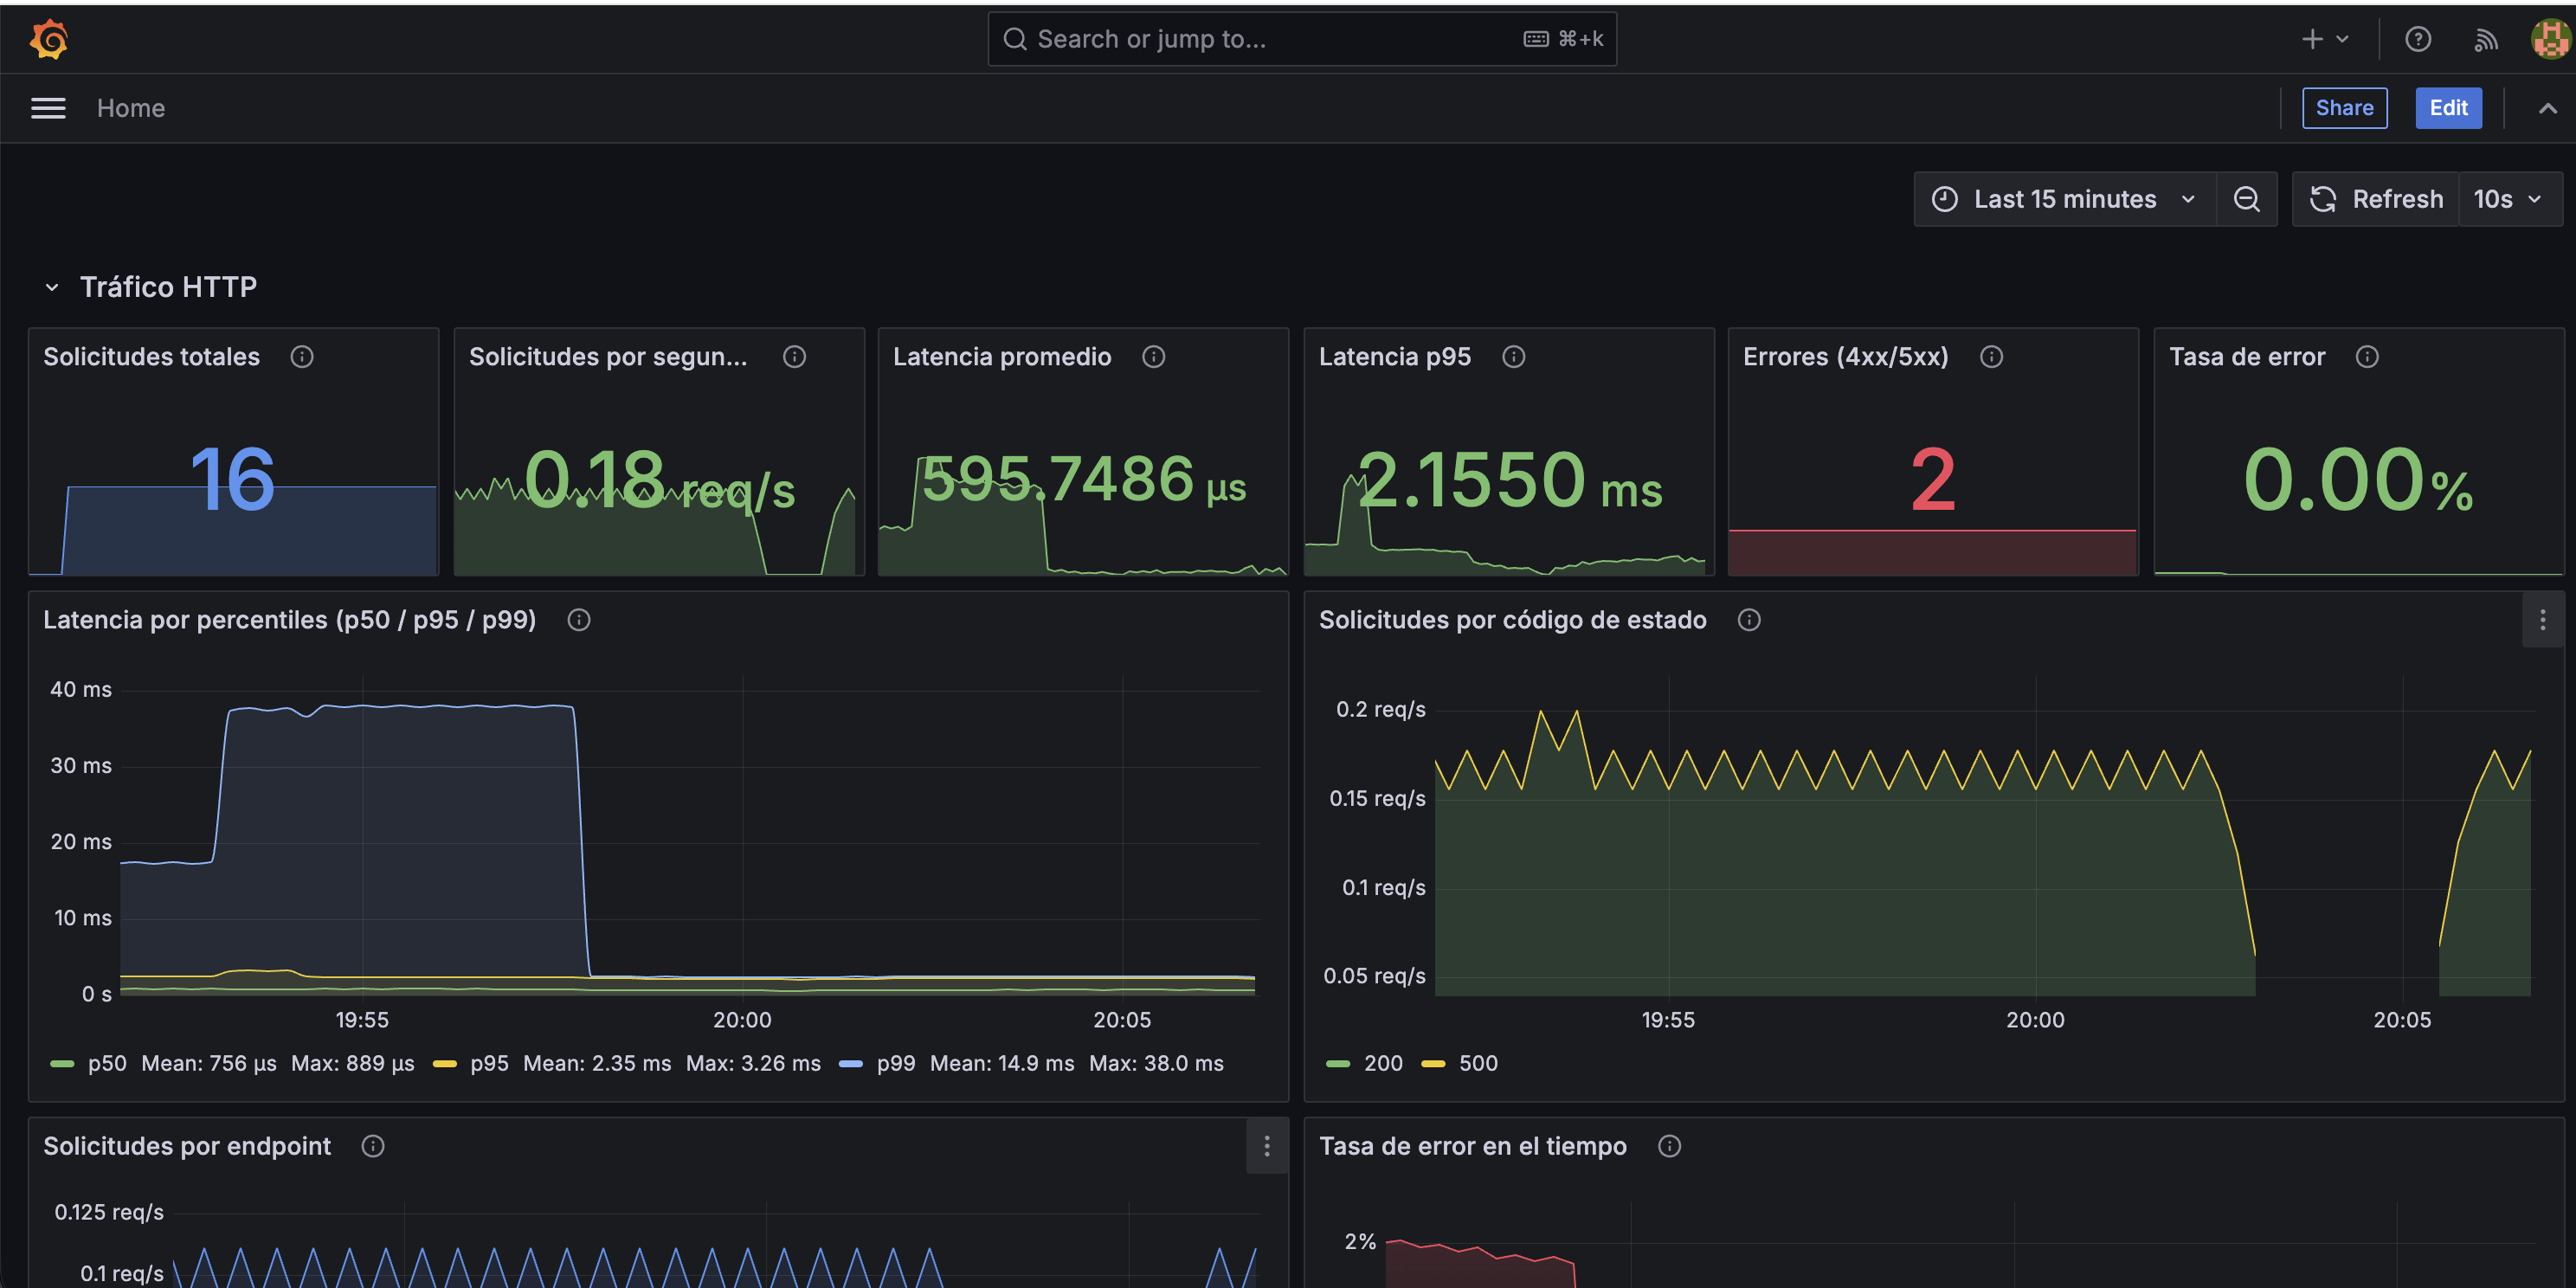 Search or jump to...
⌘+k
Home
Share
Edit
Last 15 minutes
Refresh
10s
Tráfico HTTP
Solicitudes totales
16
Solicitudes por segun...
0.18 req/s
Latencia promedio
595.7486 µs
Latencia p95
2.1550 ms
Errores (4xx/5xx)
2
Tasa de error
0.00%
Latencia por percentiles (p50 / p95 / p99)
40 ms
30 ms
20 ms
10 ms
0 s
19:55 20:00 20:05
p50 Mean: 756 µs Max: 889 µs p95 Mean: 2.35 ms Max: 3.26 ms p99 Mean: 14.9 ms Max: 38.0 ms
Solicitudes por código de estado
0.2 req/s
0.15 req/s
0.1 req/s
0.05 req/s
19:55 20:00 20:05
200 500
Solicitudes por endpoint
0.125 req/s
0.1 req/s
Tasa de error en el tiempo
2%